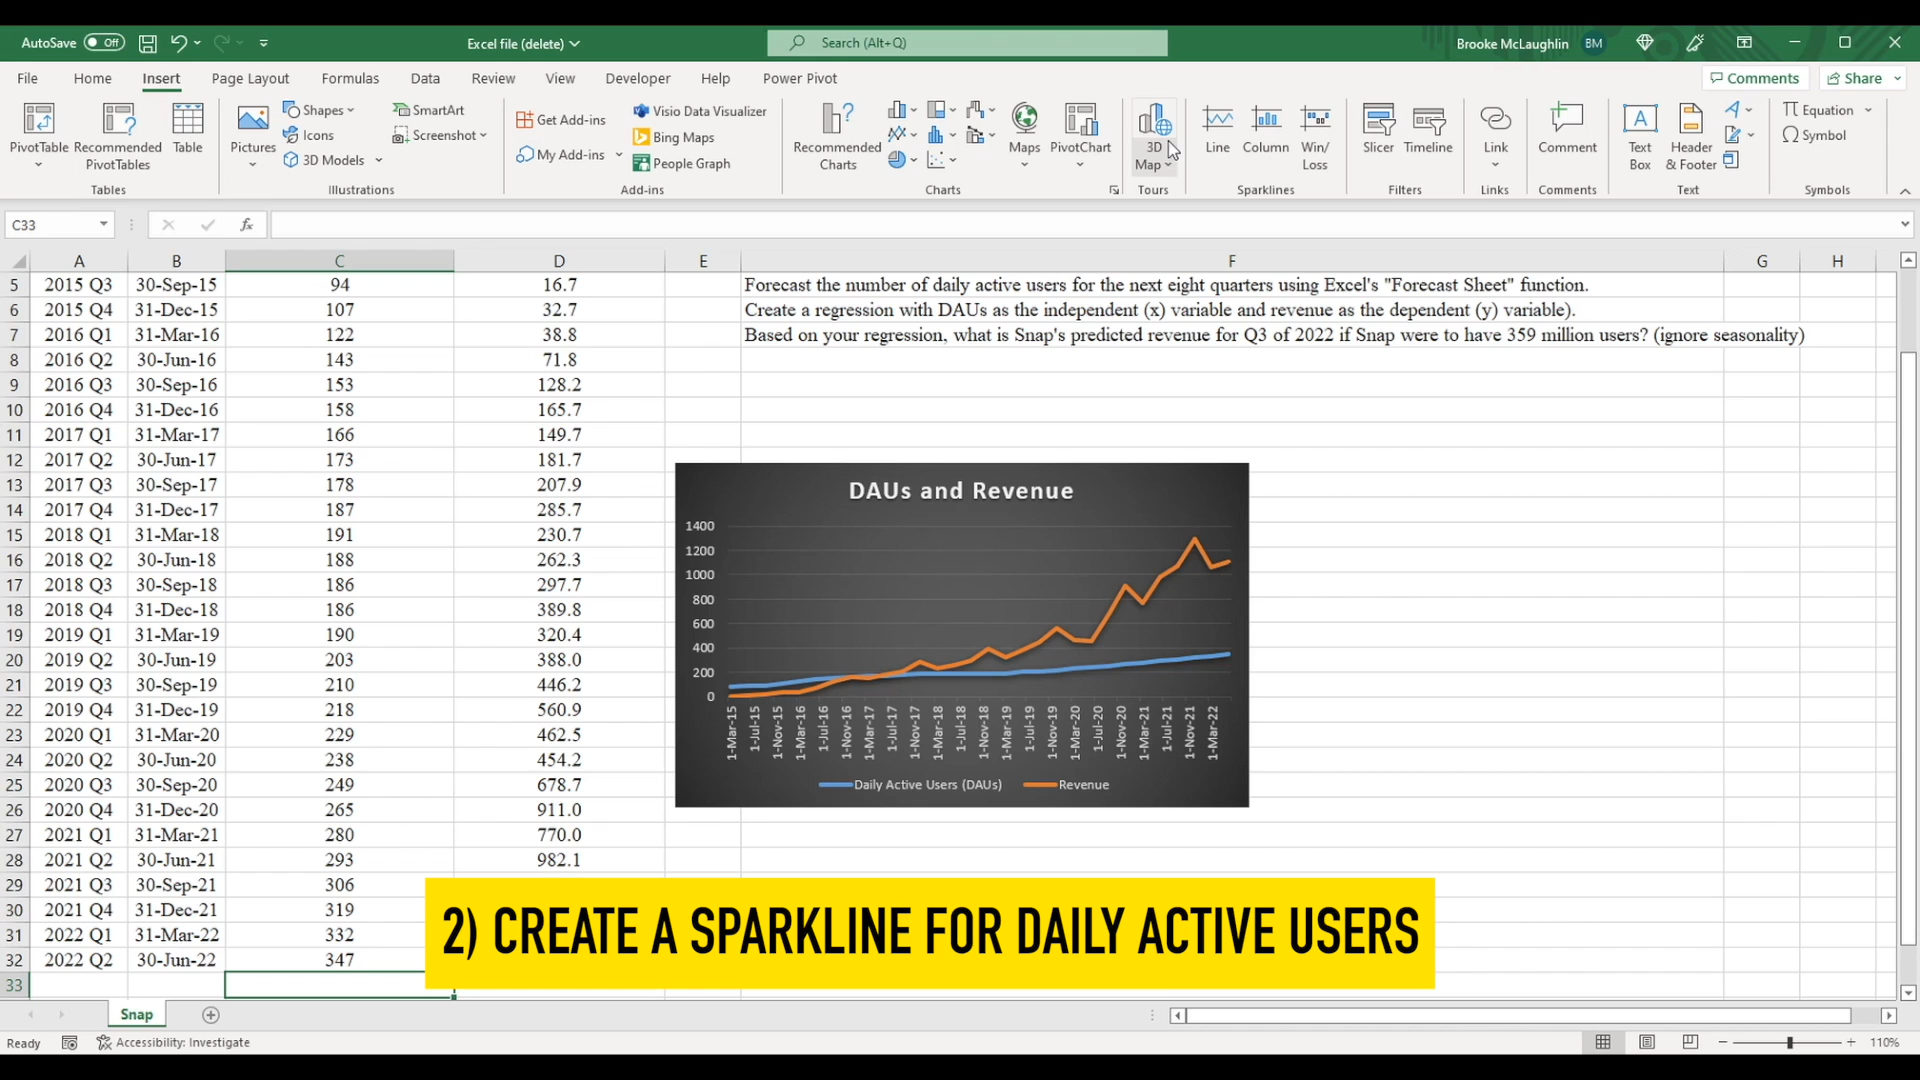 AutoSave Off Excel file (delete) Search (Alt+Q) Brooke McLaughlin BM
File Home Insert Page Layout Formulas Data Review View Developer Help Power Pivot Comments Share
PivotTable
Recommended PivotTables
Table
Tables
Pictures
Shapes
Icons
3D Models
SmartArt
Screenshot
Illustrations
Get Add-ins
My Add-ins
Visio Data Visualizer
Bing Maps
People Graph
Add-ins
Recommended Charts
Maps
PivotChart
Charts
3D Map
Tours
Line
Column
Win/Loss
Sparklines
Slicer
Timeline
Filters
Link
Links
Comment
Comments
Text Box
Header & Footer
Text
Equation
Symbol
Symbols
C33 fx
A B C D E F G H
5 2015 Q3 30-Sep-15 94 16.7 Forecast the number of daily active users for the next eight quarters using Excel's "Forecast Sheet" function.
6 2015 Q4 31-Dec-15 107 32.7 Create a regression with DAUs as the independent (x) variable and revenue as the dependent (y) variable).
7 2016 Q1 31-Mar-16 122 38.8 Based on your regression, what is Snap's predicted revenue for Q3 of 2022 if Snap were to have 359 million users? (ignore seasonality)
8 2016 Q2 30-Jun-16 143 71.8
9 2016 Q3 30-Sep-16 153 128.2
10 2016 Q4 31-Dec-16 158 165.7
11 2017 Q1 31-Mar-17 166 149.7
12 2017 Q2 30-Jun-17 173 181.7
13 2017 Q3 30-Sep-17 178 207.9
14 2017 Q4 31-Dec-17 187 285.7
15 2018 Q1 31-Mar-18 191 230.7
16 2018 Q2 30-Jun-18 188 262.3
17 2018 Q3 30-Sep-18 186 297.7
18 2018 Q4 31-Dec-18 186 389.8
19 2019 Q1 31-Mar-19 190 320.4
20 2019 Q2 30-Jun-19 203 388.0
21 2019 Q3 30-Sep-19 210 446.2
22 2019 Q4 31-Dec-19 218 560.9
23 2020 Q1 31-Mar-20 229 462.5
24 2020 Q2 30-Jun-20 238 454.2
25 2020 Q3 30-Sep-20 249 678.7
26 2020 Q4 31-Dec-20 265 911.0
27 2021 Q1 31-Mar-21 280 770.0
28 2021 Q2 30-Jun-21 293 982.1
29 2021 Q3 30-Sep-21 306
30 2021 Q4 31-Dec-21 319
31 2022 Q1 31-Mar-22 332
32 2022 Q2 30-Jun-22 347
33
DAUs and Revenue
1400
1200
1000
800
600
400
200
0
1-Mar-15 1-Jul-15 1-Nov-15 1-Mar-16 1-Jul-16 1-Nov-16 1-Mar-17 1-Jul-17 1-Nov-17 1-Mar-18 1-Jul-18 1-Nov-18 1-Mar-19 1-Jul-19 1-Nov-19 1-Mar-20 1-Jul-20 1-Nov-20 1-Mar-21 1-Jul-21 1-Nov-21 1-Mar-22
Daily Active Users (DAUs) Revenue
2) CREATE A SPARKLINE FOR DAILY ACTIVE USERS
Snap
Ready Accessibility: Investigate 110%